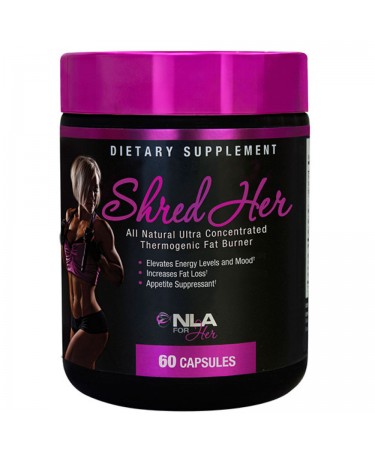 DIETARY SUPPLEMENT
Shred Her
All Natural Ultra Concentrated
Thermogenic Fat Burner
• Elevates Energy Levels and Mood†
• Increases Fat Loss†
• Appetite Suppressant†
NLA
FOR Her
60 CAPSULES